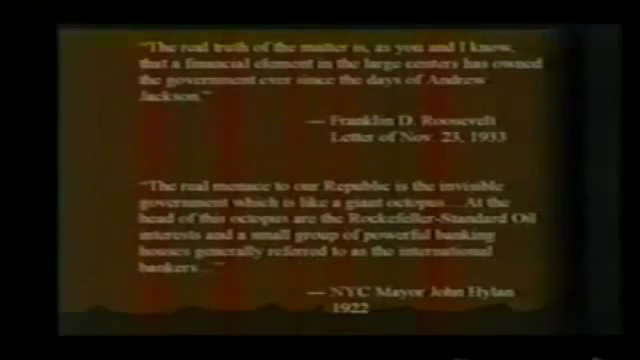 "The real truth of the matter is, as you and I know,
that a financial element in the large centers has owned
the government ever since the days of Andrew
Jackson."
— Franklin D. Roosevelt
Letter of Nov. 23, 1933
"The real menace to our Republic is the invisible
government which is like a giant octopus... At the
head of this octopus are the Rockefeller-Standard Oil
interests and a small group of powerful banking
houses generally referred to as the international
bankers..."
— NYC Mayor John Hylan
1922